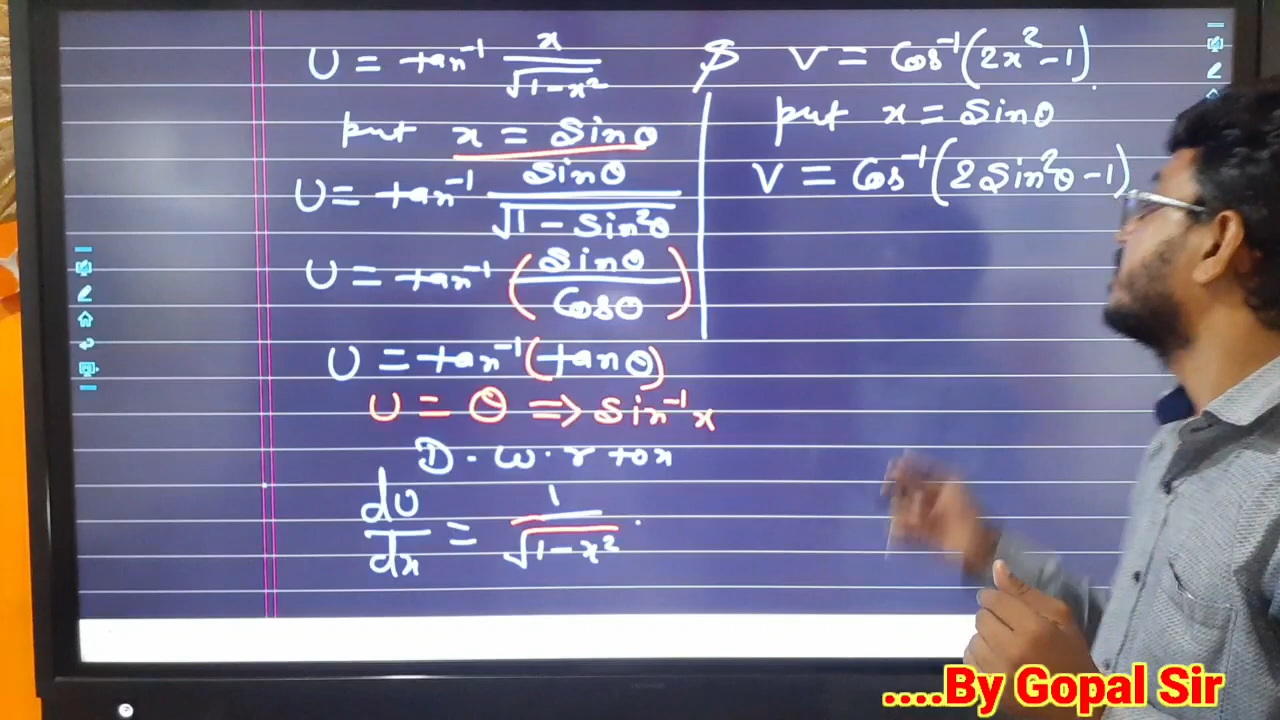 U = tan⁻¹ x/√(1-x²)
put x = Sinθ
U = tan⁻¹ Sinθ/√(1 - Sin²θ)
U = tan⁻¹ (Sinθ/Cosθ)
U = tan⁻¹ (tanθ)
U = θ ⇒ Sin⁻¹x
D.w.r to x
dU/dx = 1/√(1-x²).
V = Cos⁻¹(2x²-1).
put x = Sinθ
V = Cos⁻¹(2Sin²θ-1)
....By Gopal Sir